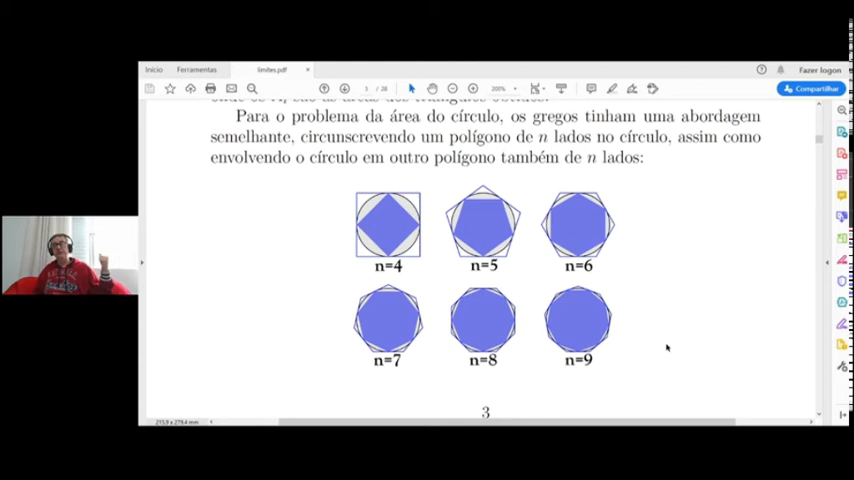 Início Ferramentas limites.pdf × Fazer logon
3 / 28 200% Compartilhar
Para o problema da área do círculo, os gregos tinham uma abordagem
semelhante, circunscrevendo um polígono de n lados no círculo, assim como
envolvendo o círculo em outro polígono também de n lados:
n=4 n=5 n=6
n=7 n=8 n=9
3
215,9 x 279,4 mm